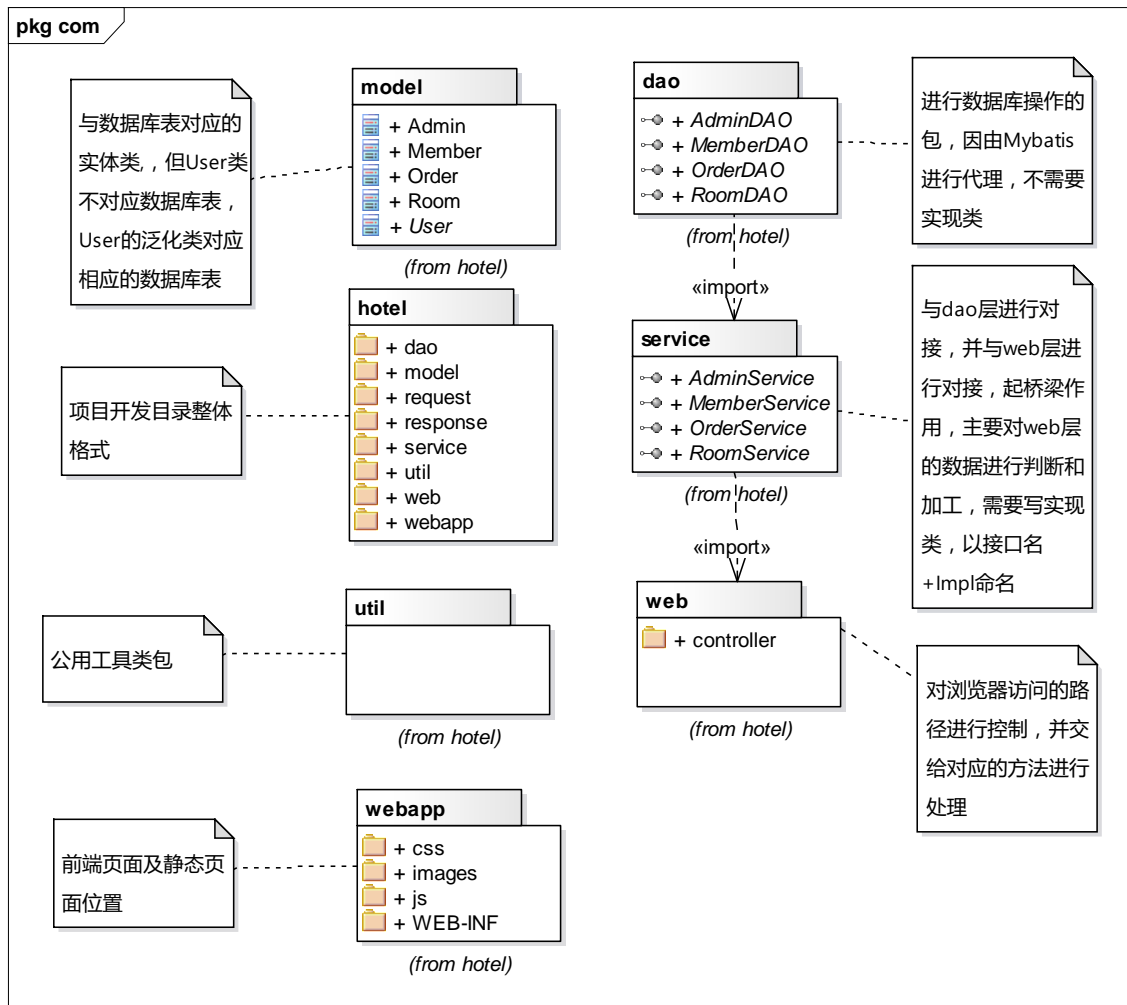 pkg com
与数据库表对应的
实体类,，但User类
不对应数据库表，
User的泛化类对应
相应的数据库表
model
+ Admin
+ Member
+ Order
+ Room
+ User
(from hotel)
dao
+ AdminDAO
+ MemberDAO
+ OrderDAO
+ RoomDAO
(from hotel)
进行数据库操作的
包，因由Mybatis
进行代理，不需要
实现类
«import»
项目开发目录整体
格式
hotel
+ dao
+ model
+ request
+ response
+ service
+ util
+ web
+ webapp
service
+ AdminService
+ MemberService
+ OrderService
+ RoomService
(from hotel)
与dao层进行对
接，并与web层进
行对接，起桥梁作
用，主要对web层
的数据进行判断和
加工，需要写实现
类，以接口名
+Impl命名
«import»
公用工具类包
util
(from hotel)
web
+ controller
(from hotel)
对浏览器访问的路
径进行控制，并交
给对应的方法进行
处理
前端页面及静态页
面位置
webapp
+ css
+ images
+ js
+ WEB-INF
(from hotel)